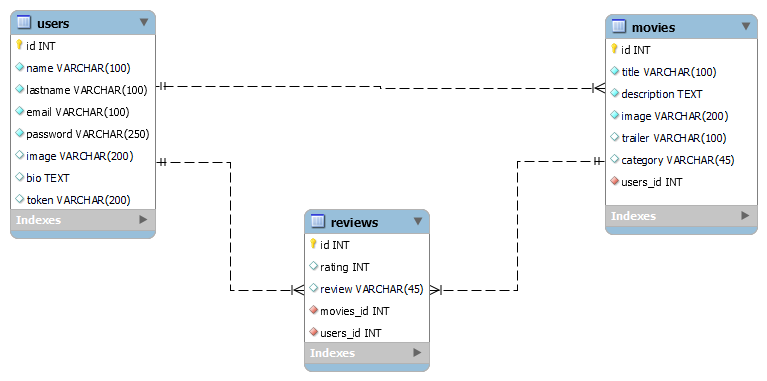 users
id INT
name VARCHAR(100)
lastname VARCHAR(100)
email VARCHAR(100)
password VARCHAR(250)
image VARCHAR(200)
bio TEXT
token VARCHAR(200)
Indexes
movies
id INT
title VARCHAR(100)
description TEXT
image VARCHAR(200)
trailer VARCHAR(100)
category VARCHAR(45)
users_id INT
Indexes
reviews
id INT
rating INT
review VARCHAR(45)
movies_id INT
users_id INT
Indexes